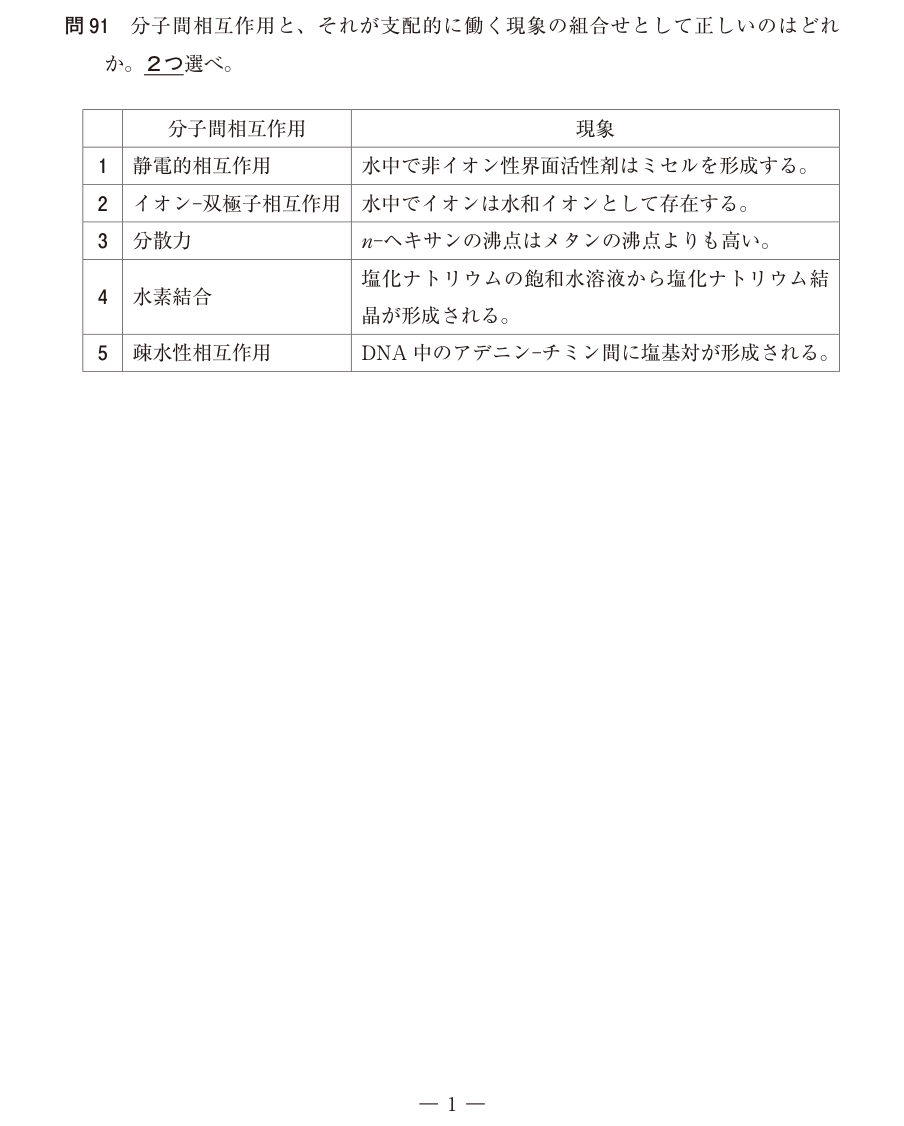 問91 分子間相互作用と、それが支配的に働く現象の組合せとして正しいのはどれ
か。２つ選べ。
分子間相互作用 現象
1 静電的相互作用 水中で非イオン性界面活性剤はミセルを形成する。
2 イオン−双極子相互作用 水中でイオンは水和イオンとして存在する。
3 分散力 n−ヘキサンの沸点はメタンの沸点よりも高い。
4 水素結合 塩化ナトリウムの飽和水溶液から塩化ナトリウム結
晶が形成される。
5 疎水性相互作用 DNA 中のアデニン−チミン間に塩基対が形成される。
— 1 —